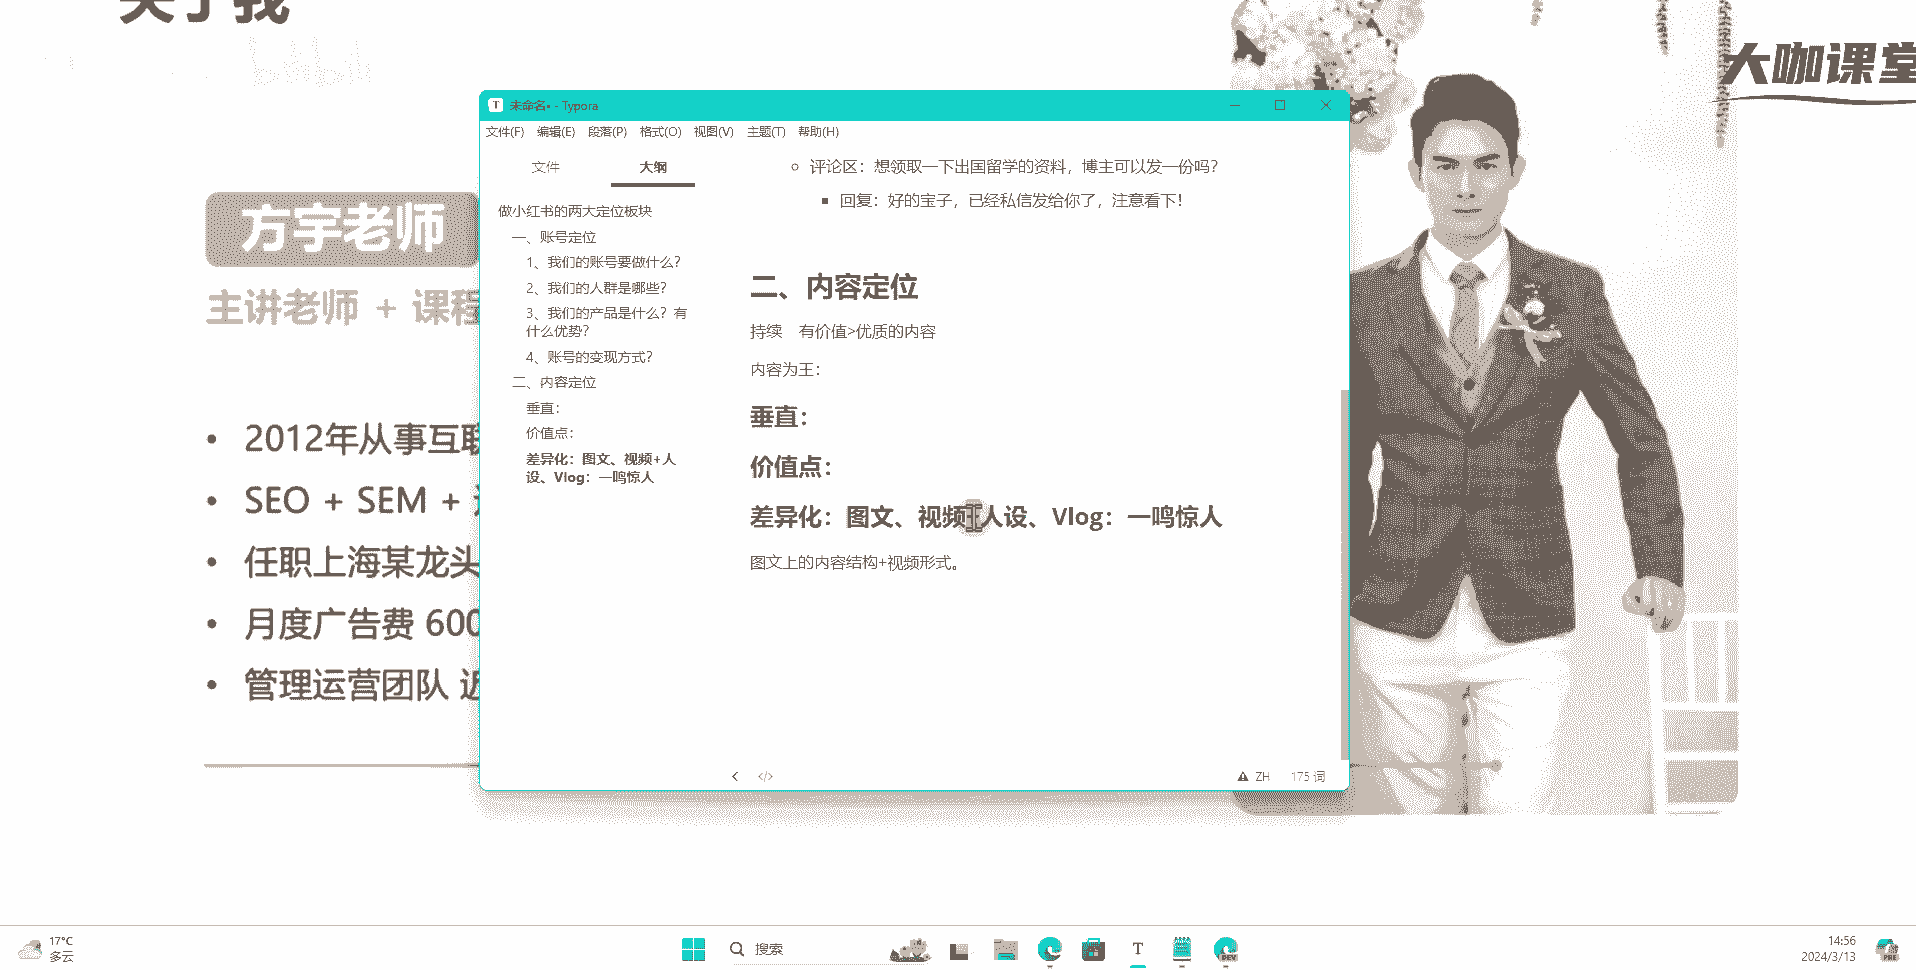 关于我
bilibili
大咖课堂
方宇老师
主讲老师 + 课程
2012年从事互联
SEO + SEM +
任职上海某龙头
月度广告费 600
管理运营团队 近
未命名• - Typora
文件(F) 编辑(E) 段落(P) 格式(O) 视图(V) 主题(T) 帮助(H)
文件 大纲
做小红书的两大定位板块
一、账号定位
1、我们的账号要做什么？
2、我们的人群是哪些？
3、我们的产品是什么？有
什么优势？
4、账号的变现方式？
二、内容定位
垂直：
价值点：
差异化：图文、视频+人
设、Vlog：一鸣惊人
评论区：想领取一下出国留学的资料，博主可以发一份吗？
回复：好的宝子，已经私信发给你了，注意看下！
二、内容定位
持续 有价值>优质的内容
内容为王：
垂直：
价值点：
差异化：图文、视频+人设、Vlog：一鸣惊人
图文上的内容结构+视频形式。
ZH 175 词
17°C
多云
搜索
T
DEV
14:56
2024/3/13
PRE